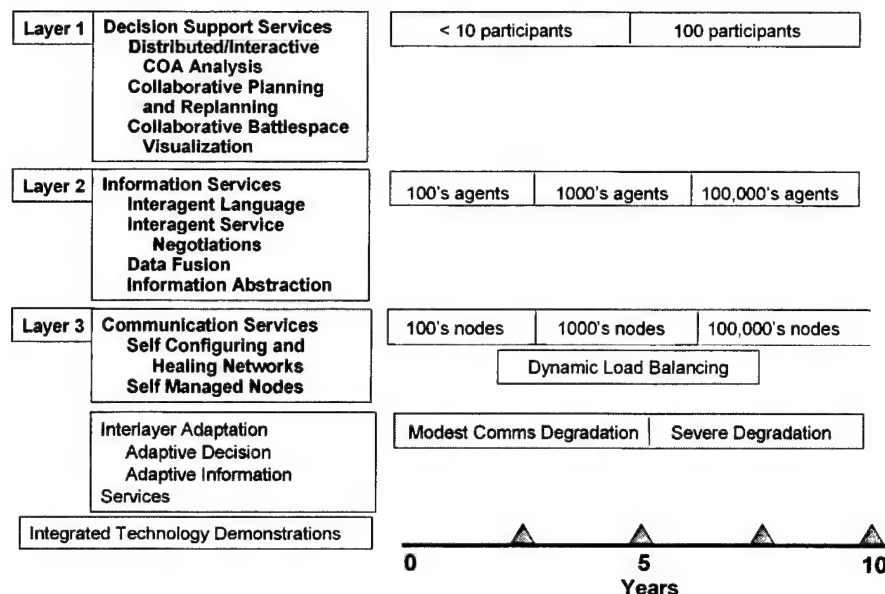 Layer 1
Decision Support Services
Distributed/Interactive
COA Analysis
Collaborative Planning
and Replanning
Collaborative Battlespace
Visualization
< 10 participants
100 participants
Layer 2
Information Services
Interagent Language
Interagent Service
Negotiations
Data Fusion
Information Abstraction
100's agents
1000's agents
100,000's agents
Layer 3
Communication Services
Self Configuring and
Healing Networks
Self Managed Nodes
100's nodes
1000's nodes
100,000's nodes
Dynamic Load Balancing
Interlayer Adaptation
Adaptive Decision
Adaptive Information
Services
Modest Comms Degradation
Severe Degradation
Integrated Technology Demonstrations
0
5
10
Years